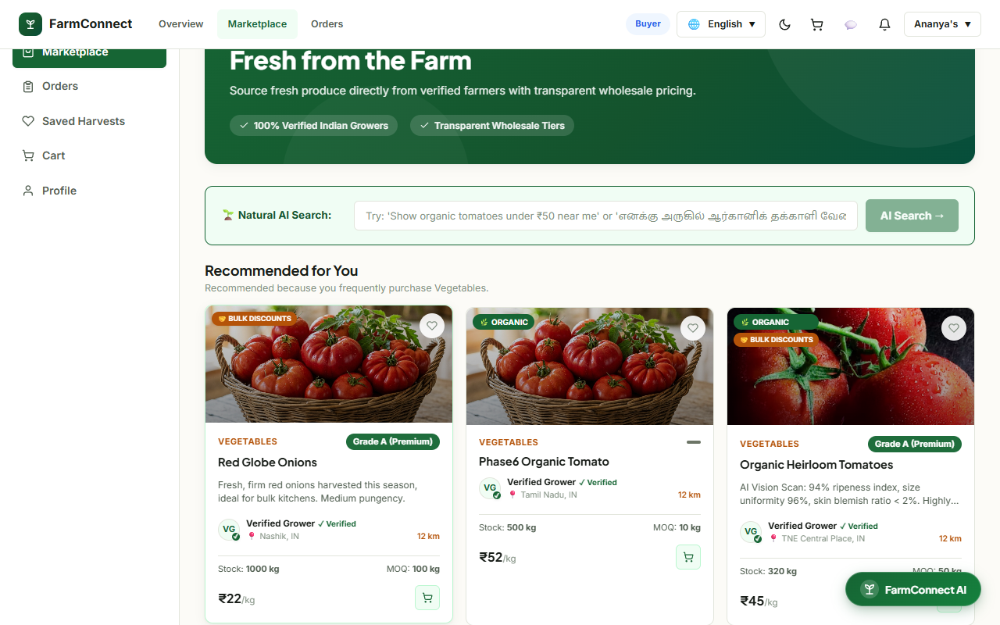 FarmConnect
Overview
Marketplace
Orders
Buyer
English
Ananya's
Marketplace
Orders
Saved Harvests
Cart
Profile
Fresh from the Farm
Source fresh produce directly from verified farmers with transparent wholesale pricing.
100% Verified Indian Growers
Transparent Wholesale Tiers
Natural AI Search:
Try: 'Show organic tomatoes under ₹50 near me' or 'எனக்கு அருகில் ஆர்கானிக் தக்காளி
AI Search →
Recommended for You
Recommended because you frequently purchase Vegetables.
BULK DISCOUNTS
VEGETABLES
Grade A (Premium)
Red Globe Onions
Fresh, firm red onions harvested this season,
ideal for bulk kitchens. Medium pungency.
VG
Verified Grower ✓ Verified
Nashik, IN
12 km
Stock: 1000 kg
MOQ: 100 kg
₹22/kg
ORGANIC
VEGETABLES
Phase6 Organic Tomato
VG
Verified Grower ✓ Verified
Tamil Nadu, IN
12 km
Stock: 500 kg
MOQ: 10 kg
₹52/kg
ORGANIC
BULK DISCOUNTS
VEGETABLES
Grade A (Premium)
Organic Heirloom Tomatoes
AI Vision Scan: 94% ripeness index, size
uniformity 96%, skin blemish ratio < 2%. Highly...
VG
Verified Grower ✓ Verified
TNE Central Place, IN
12 km
Stock: 320 kg
MOQ: 50 kg
₹45/kg
FarmConnect AI